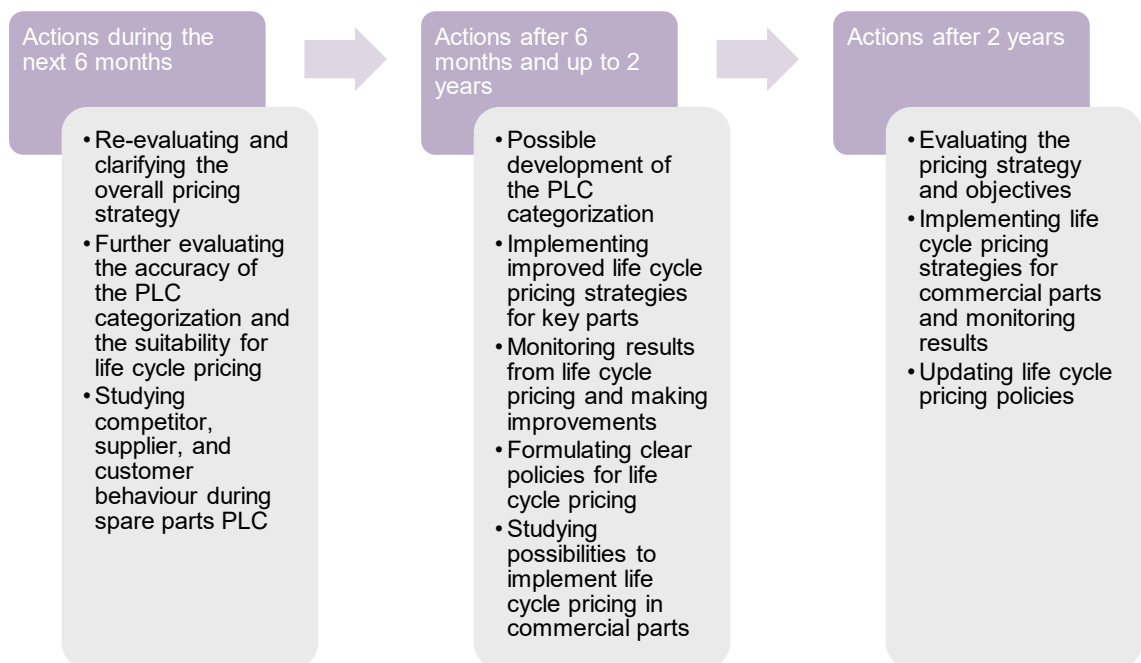 Actions during the
next 6 months
• Re-evaluating and
clarifying the
overall pricing
strategy
• Further evaluating
the accuracy of
the PLC
categorization and
the suitability for
life cycle pricing
• Studying
competitor,
supplier, and
customer
behaviour during
spare parts PLC
Actions after 6
months and up to 2
years
• Possible
development of
the PLC
categorization
• Implementing
improved life cycle
pricing strategies
for key parts
• Monitoring results
from life cycle
pricing and making
improvements
• Formulating clear
policies for life
cycle pricing
• Studying
possibilities to
implement life
cycle pricing in
commercial parts
Actions after 2 years
• Evaluating the
pricing strategy
and objectives
• Implementing life
cycle pricing
strategies for
commercial parts
and monitoring
results
• Updating life cycle
pricing policies